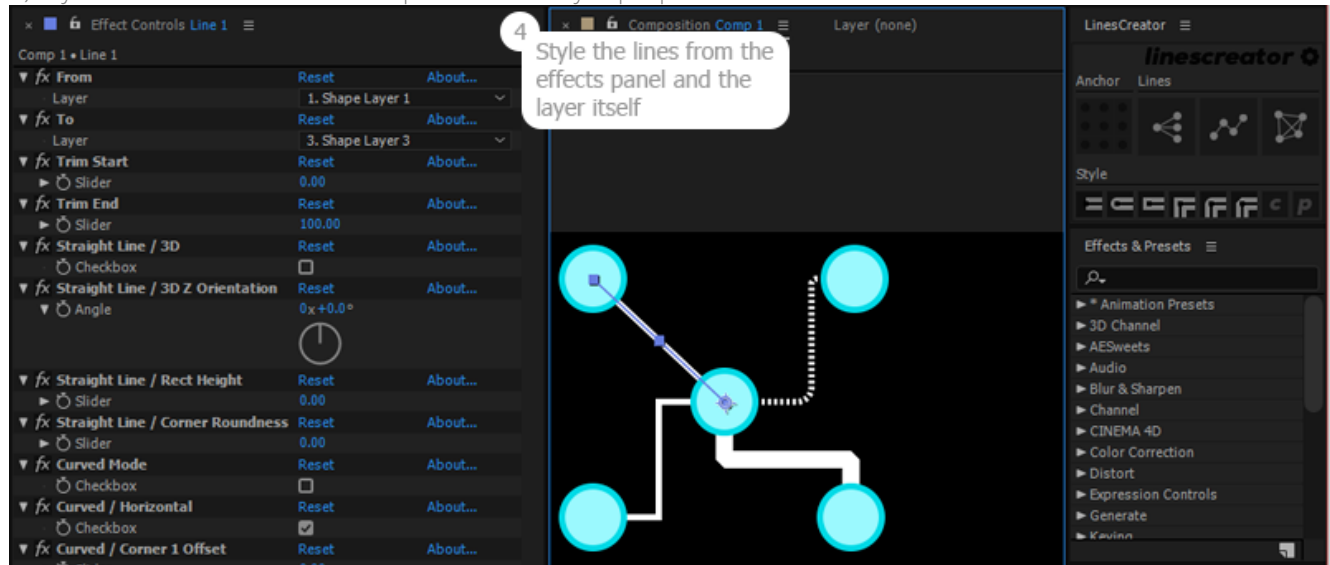 Effect Controls Line 1
Comp 1 • Line 1
fx From Reset About...
Layer 1. Shape Layer 1
fx To Reset About...
Layer 3. Shape Layer 3
fx Trim Start Reset About...
Slider 0.00
fx Trim End Reset About...
Slider 100.00
fx Straight Line / 3D Reset About...
Checkbox
fx Straight Line / 3D Z Orientation Reset About...
Angle 0x+0.0°
fx Straight Line / Rect Height Reset About...
Slider 0.00
fx Straight Line / Corner Roundness Reset About...
Slider 0.00
fx Curved Mode Reset About...
Checkbox
fx Curved / Horizontal Reset About...
Checkbox
fx Curved / Corner 1 Offset Reset About...
4
Composition Comp 1 Layer (none)
Style the lines from the
effects panel and the
layer itself
LinesCreator
linescreator
Anchor Lines
Style
c p
Effects & Presets
* Animation Presets
3D Channel
AESweets
Audio
Blur & Sharpen
Channel
CINEMA 4D
Color Correction
Distort
Expression Controls
Generate
Keying